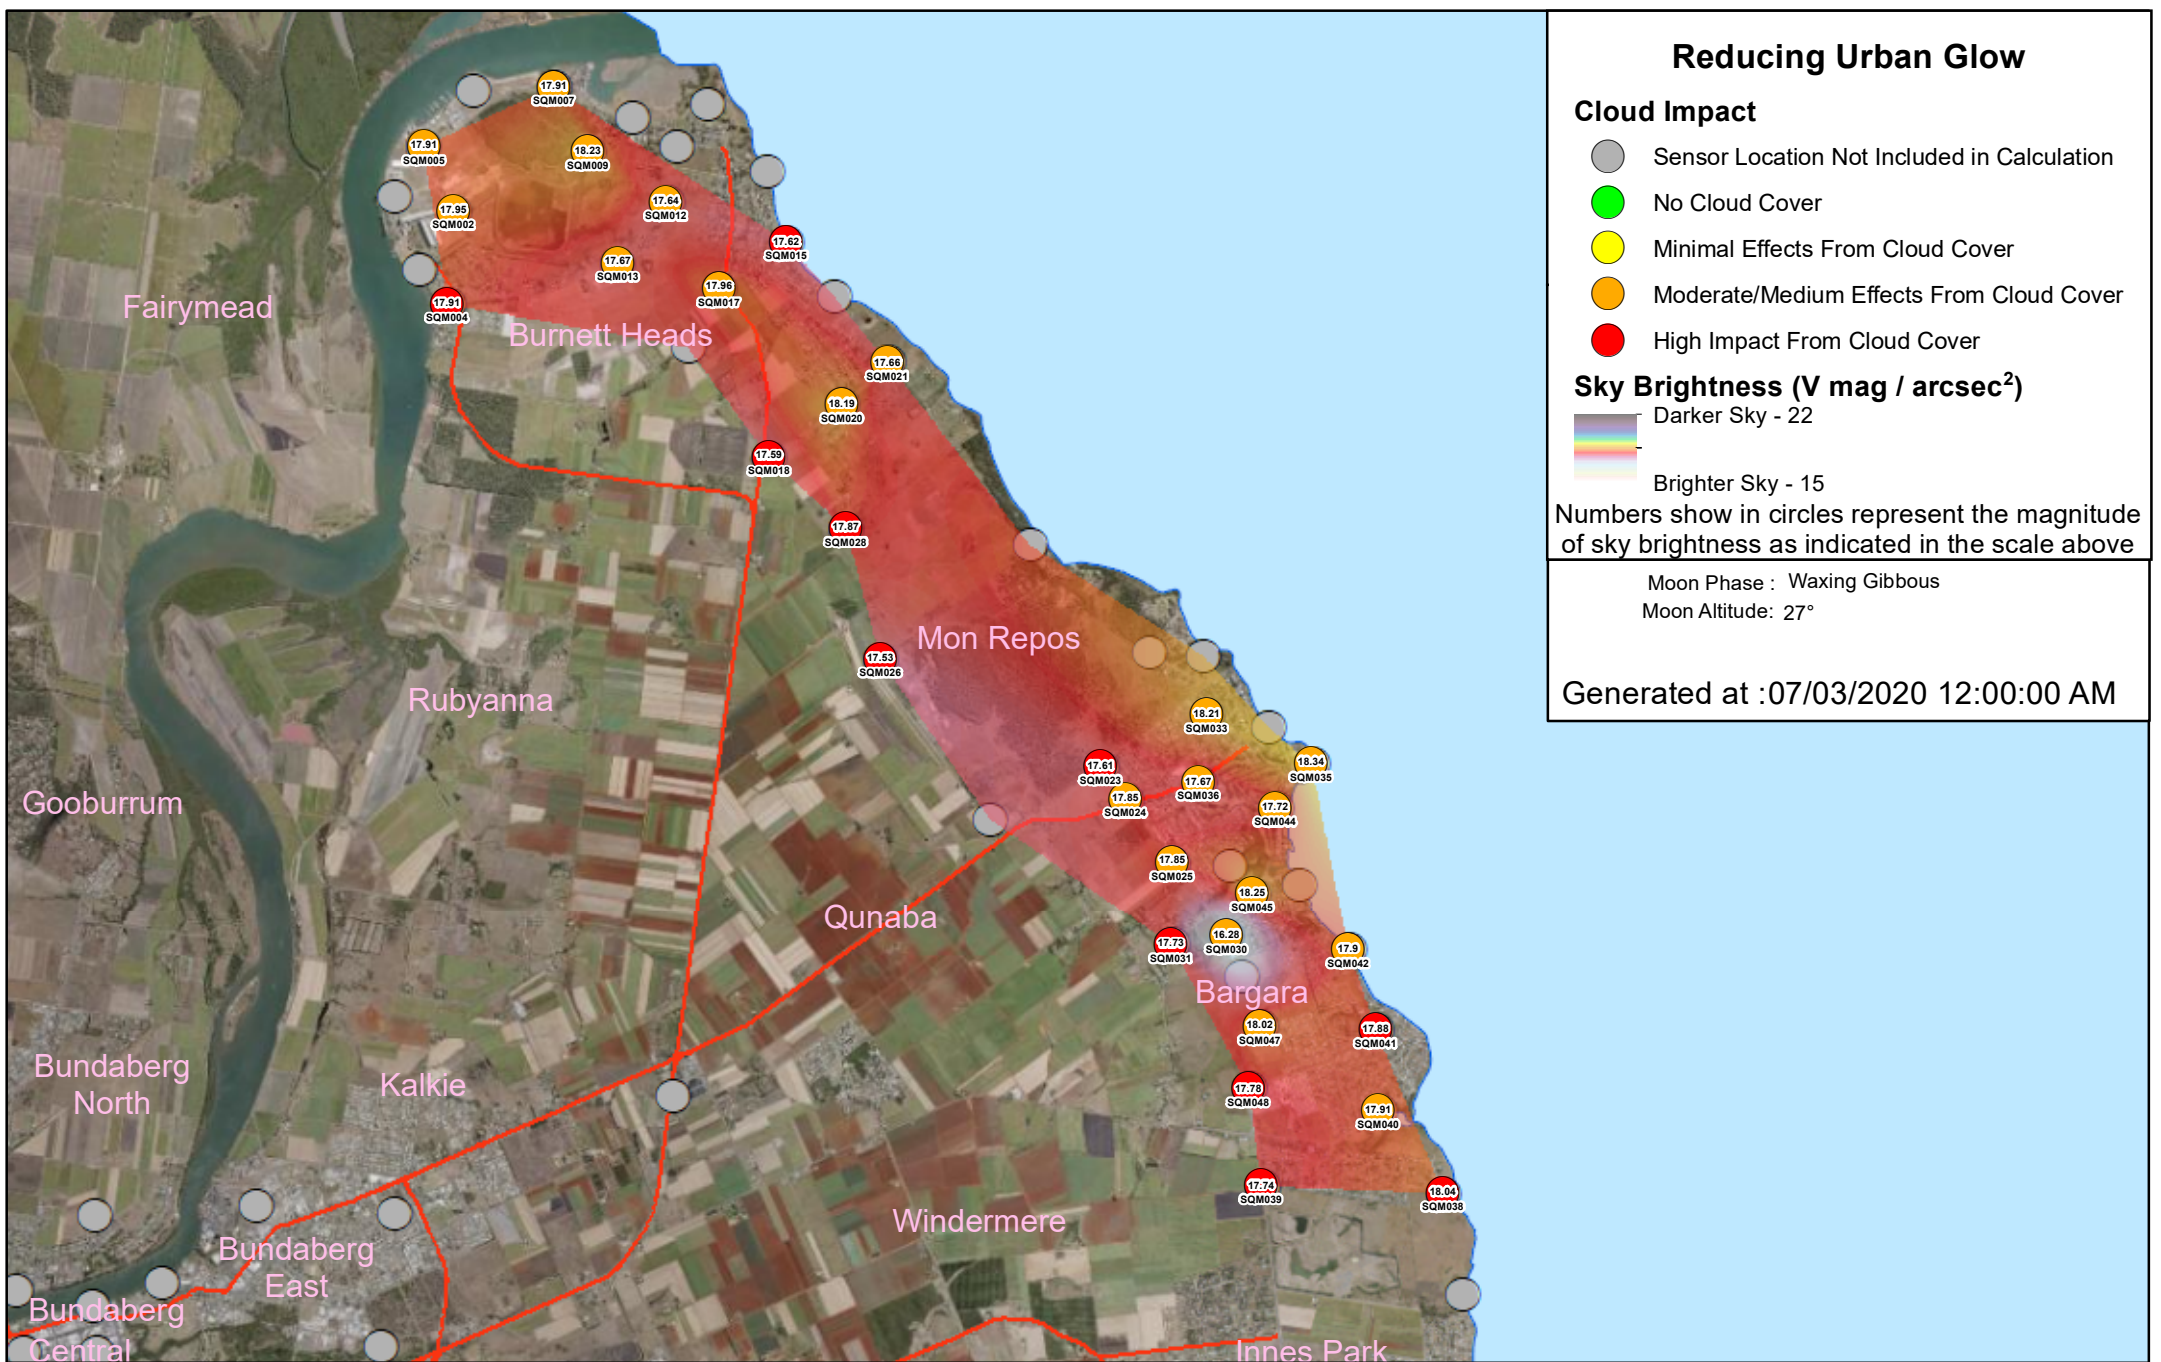 Reducing Urban Glow
Cloud Impact
Sensor Location Not Included in Calculation
No Cloud Cover
Minimal Effects From Cloud Cover
Moderate/Medium Effects From Cloud Cover
High Impact From Cloud Cover
Sky Brightness (V mag / arcsec²)
Darker Sky - 22
Brighter Sky - 15
Numbers show in circles represent the magnitude
of sky brightness as indicated in the scale above
Moon Phase : Waxing Gibbous
Moon Altitude: 27°
Generated at :07/03/2020 12:00:00 AM
17.91
SQM007
17.91
SQM005
18.23
SQM009
17.95
SQM002
17.64
SQM012
17.62
SQM015
17.67
SQM013
17.96
SQM017
17.91
SQM004
Fairymead
Burnett Heads
17.66
SQM021
18.19
SQM020
17.59
SQM018
17.87
SQM028
Mon Repos
17.53
SQM026
Rubyanna
18.21
SQM033
17.61
SQM023
18.34
SQM035
17.67
SQM036
17.85
SQM024
17.72
SQM044
Gooburrum
17.85
SQM025
18.25
SQM045
Qunaba
16.28
SQM030
17.73
SQM031
17.9
SQM042
Bargara
18.02
SQM047
17.88
SQM041
Bundaberg
North
Kalkie
17.78
SQM048
17.91
SQM040
17.74
SQM039
18.04
SQM038
Windermere
Bundaberg
East
Bundaberg
Central
Innes Park